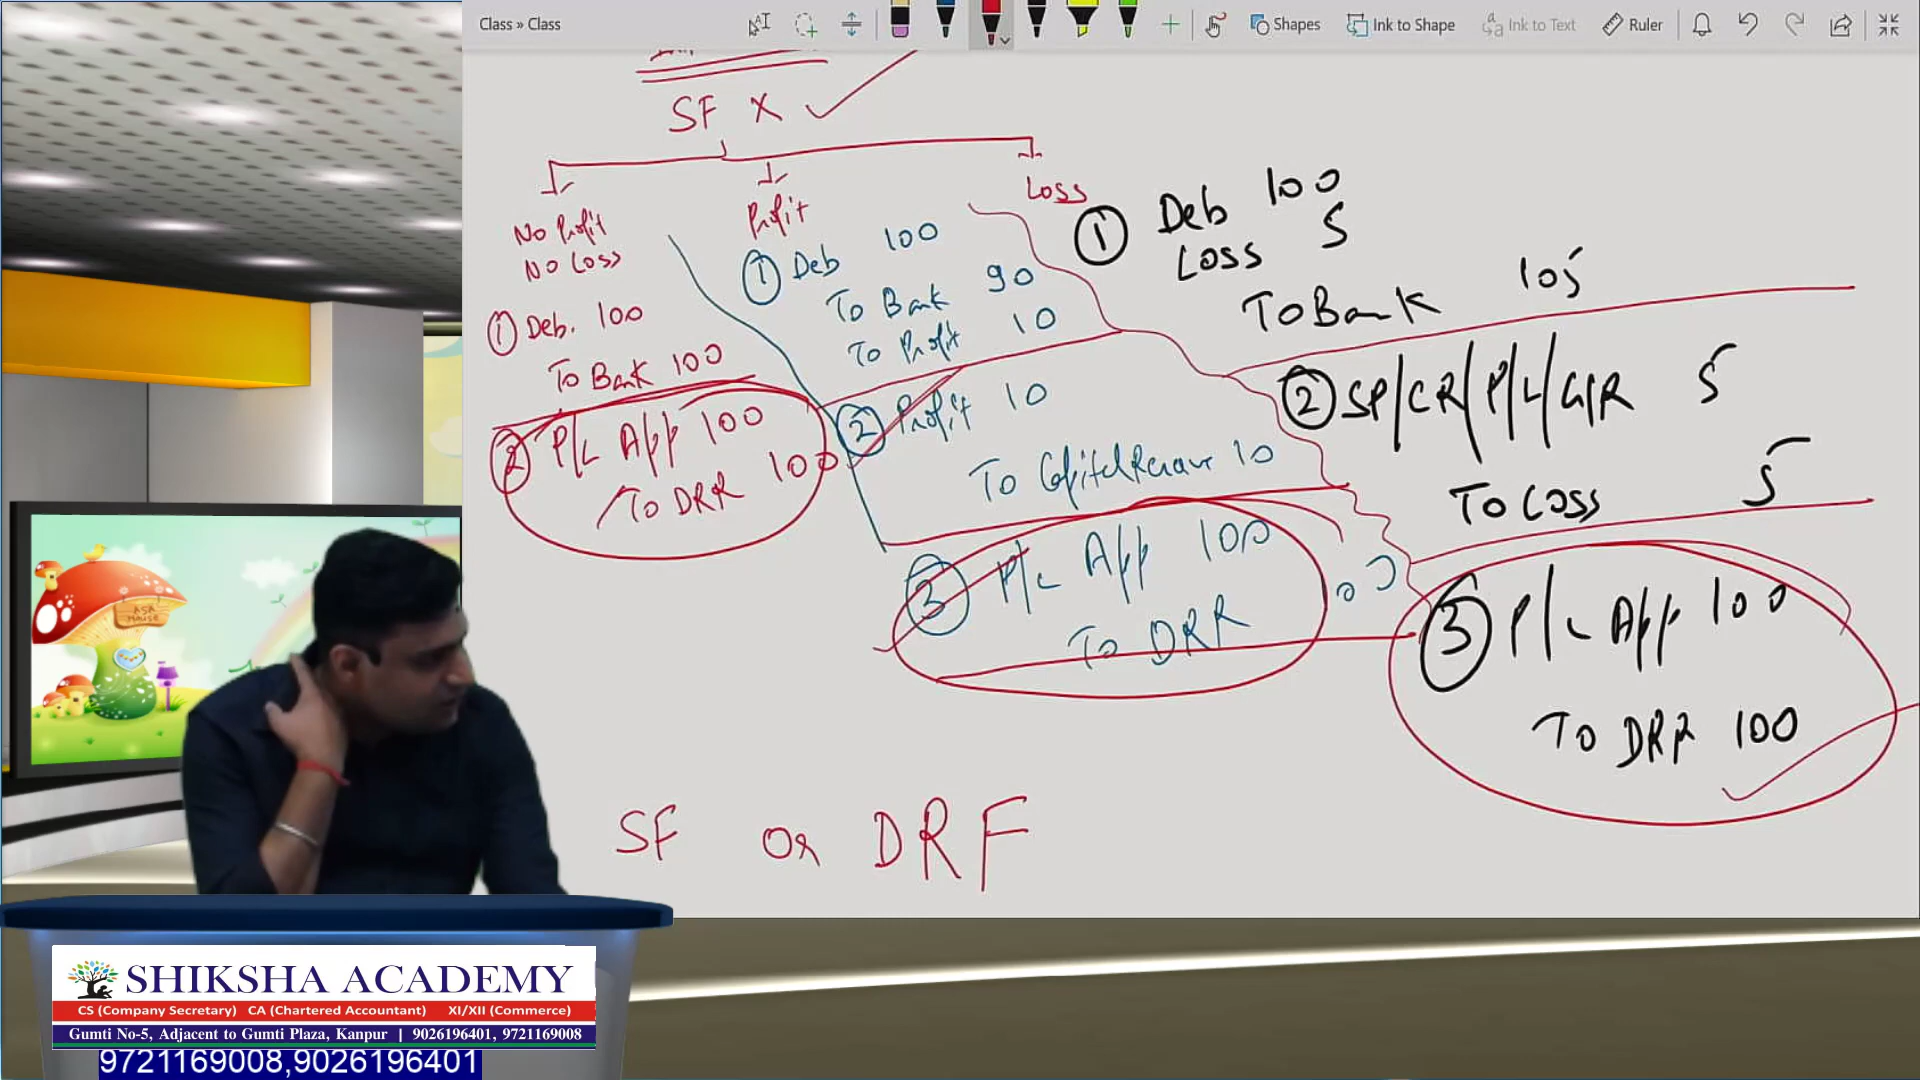 Class » Class
Shapes
Ink to Shape
Ink to Text
Ruler
SF X
No Profit
No Loss
① Deb. 100
To Bank 100
② P/L App 100
To DRR 100
Profit
① Deb 100
To Bank 90
To Profit 10
② Profit 10
To Capital Reserve 10
③ P/L App 100
To DRR 100
Loss
① Deb 100
Loss 5
To Bank 105
② SP/CR/P/L/G/R 5
To Loss 5
③ P/L App 100
To DRR 100
SF or DRF
ASA
HAUSE
SHIKSHA ACADEMY
CS (Company Secretary) CA (Chartered Accountant) XI/XII (Commerce)
Gumti No-5, Adjacent to Gumti Plaza, Kanpur | 9026196401, 9721169008
9721169008,9026196401